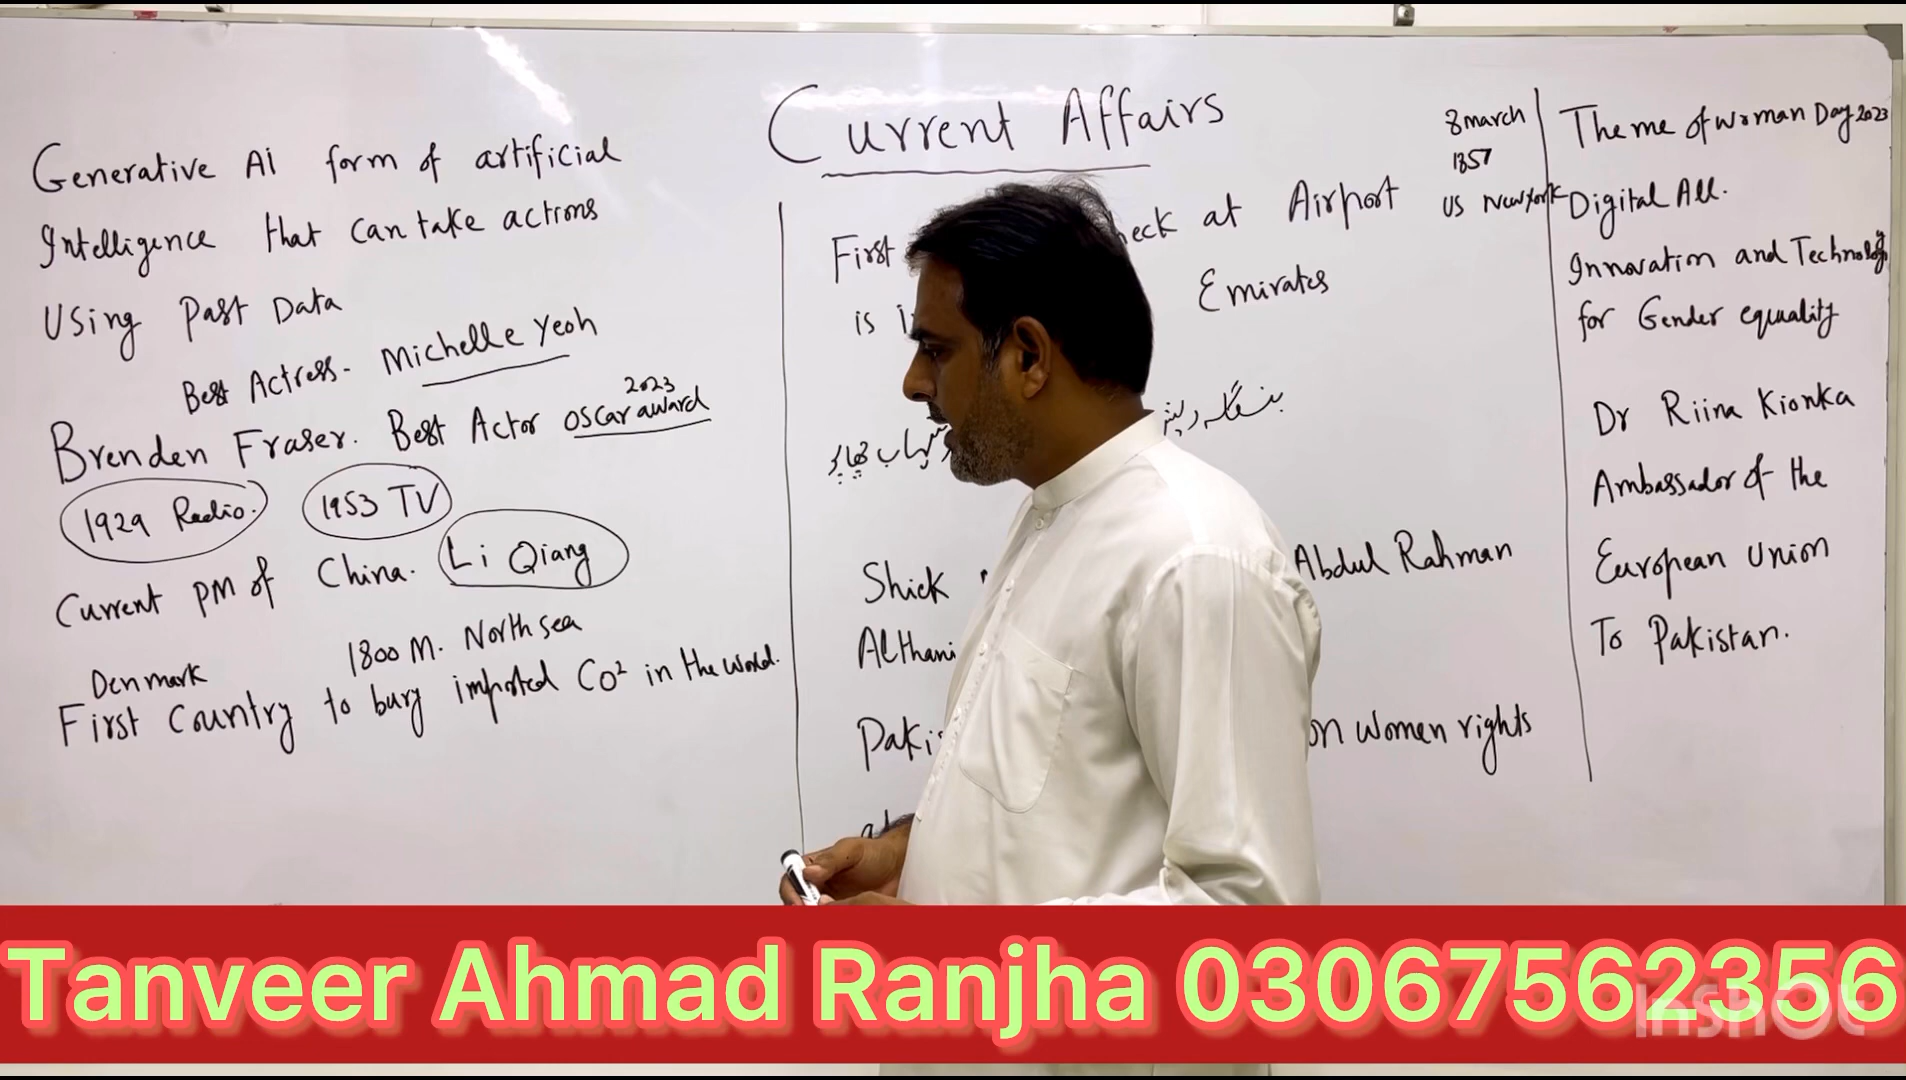 Current Affairs
Generative AI form of artificial
Intelligence that can take actions
Using Past Data
Best Actress. Michelle Yeoh
2023
Brenden Fraser. Best Actor oscar award
1929 Radio. 1953 TV
Current PM of China. Li Qiang
Denmark 1800 M. North sea
First Country to bury imported CO² in the world.
First heck at Airport
is Emirates
Shick Abdul Rahman
Althani
Pakis on women rights
8 march
1857
US Newyork
Theme of woman Day 2023
Digital All.
Innovation and Technology
for Gender equality
Dr Riina Kionka
Ambassador of the
European Union
To Pakistan.
Tanveer Ahmad Ranjha 03067562356
InShOt